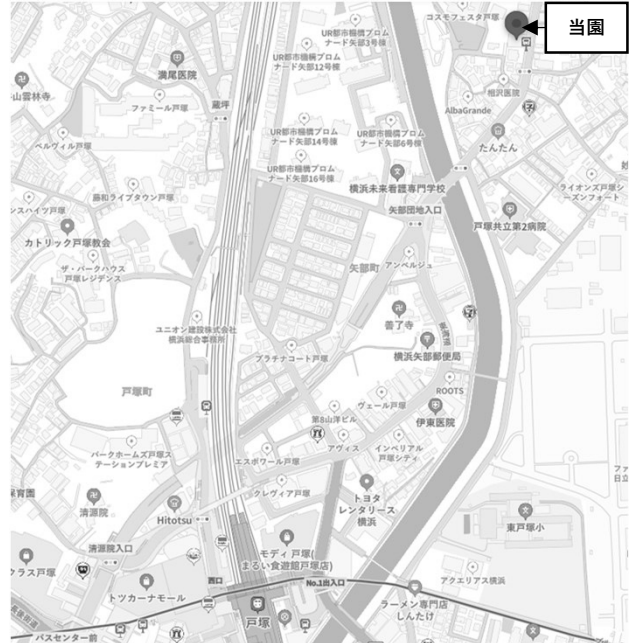 コスモフェスタ戸塚
当園
UR都市機構プロム
ナード矢部3号棟
UR都市機構プロム
ナード矢部12号棟
溝尾医院
山雲林寺
ファミール戸塚
蔵坪
相沢医院
AlbaGrande
たんたん
UR都市機構プロム
ナード矢部14号棟
UR都市機構プロム
ナード矢部6号棟
ベルヴィル戸塚
UR都市機構プロム
ナード矢部16号棟
横浜未来看護専門学校
藤和ライブタウン戸塚
ライオンズ戸塚シ
ーズンフォート
ンスハイツ戸塚
矢部団地入口
戸塚共立第2病院
カトリック戸塚教会
矢部町
アンベルジュ
ザ・パークハウス
戸塚レジデンス
善了寺
ユニオン建設株式会社
横浜総合事務所
プラチナコート戸塚
横浜矢部郵便局
戸塚町
ROOTS
ヴェール戸塚
伊東医院
第8山洋ビル
アヴィス
インペリアル
戸塚シティ
パークホームズ戸塚ス
テーションプレミア
エスポワール戸塚
クレヴィア戸塚
保育園
清源院
Hitotsu
トヨタ
レンタリース
横浜
東戸塚小
ファ
日立
清源院入口
モディ戸塚(
まるい食遊館戸塚店)
クラス戸塚
トツカーナモール
西口
No.1出入口
アクエリアス横浜
戸塚
ラーメン専門店
しんたけ
バスセンター前